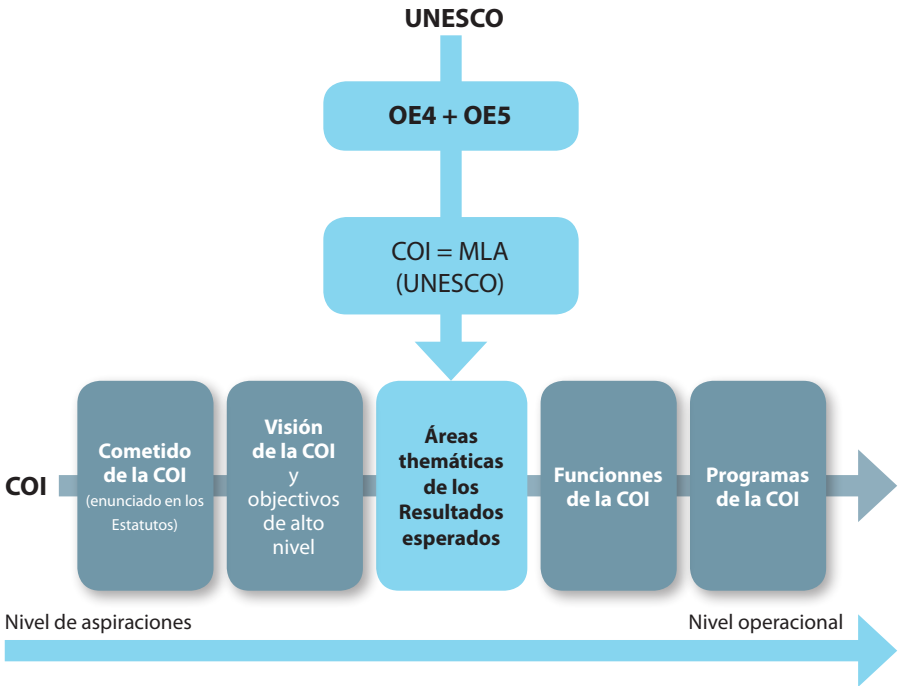 UNESCO
OE4 + OE5
COI = MLA
(UNESCO)
COI
Cometido
de la COI
(enunciado en los
Estatutos)
Visión
de la COI
y
objectivos
de alto
nivel
Áreas
themáticas
de los
Resultados
esperados
Funcionnes
de la COI
Programas
de la COI
Nivel de aspiraciones
Nivel operacional